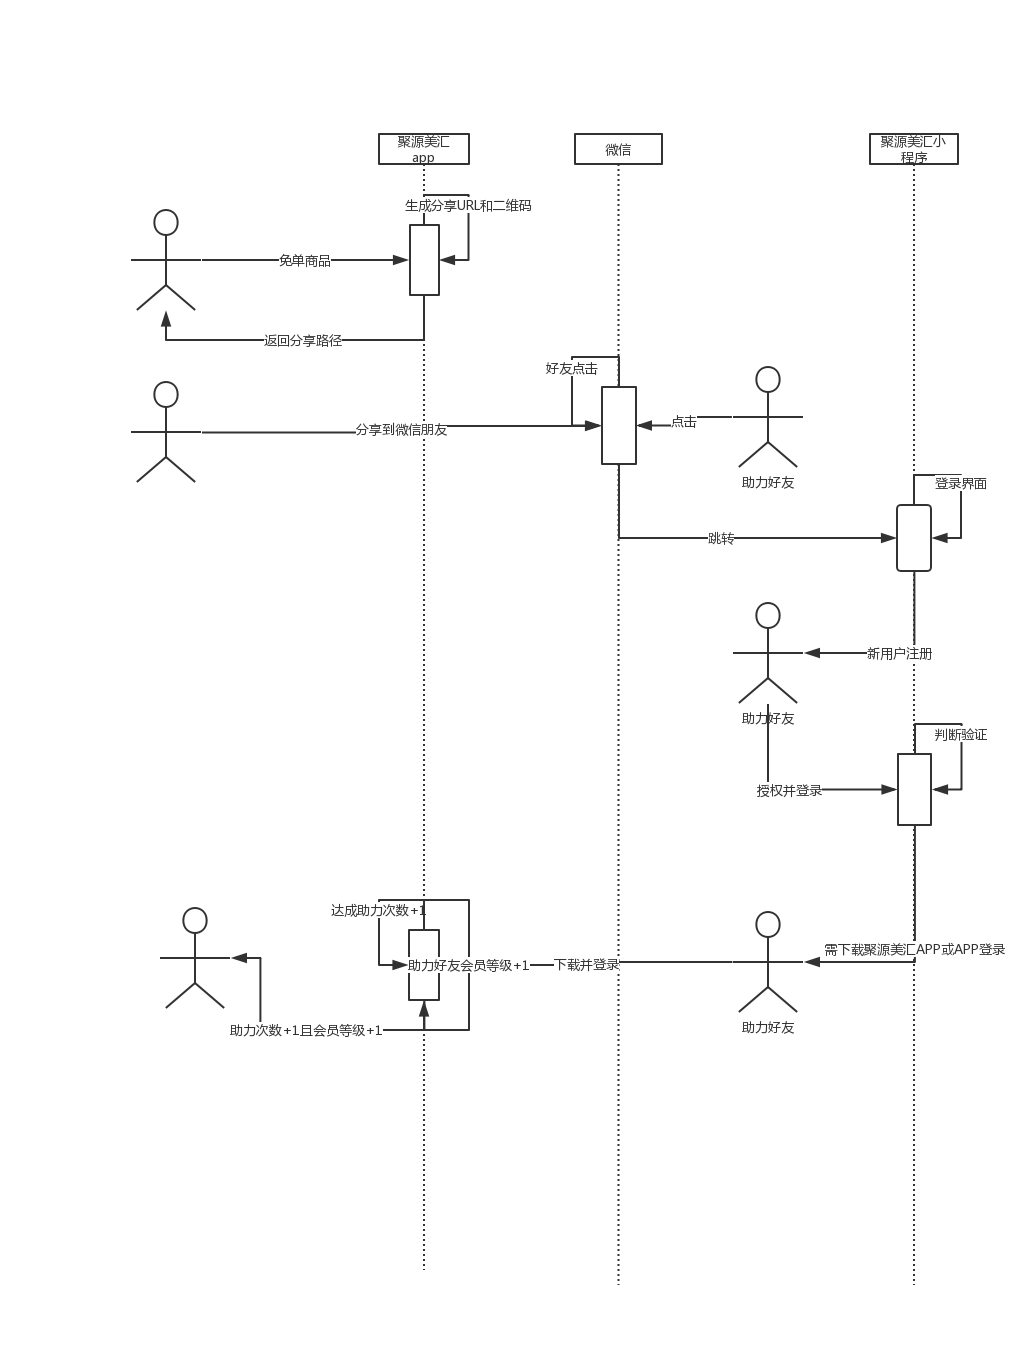 聚源美汇
app
微信
聚源美汇小
程序
生成分享URL和二维码
免单商品
返回分享路径
好友点击
点击
分享到微信朋友
助力好友
登录界面
跳转
新用户注册
助力好友
判断验证
授权并登录
达成助力次数+1
需下载聚源美汇APP或APP登录
助力好友会员等级+1
下载并登录
助力次数+1且会员等级+1
助力好友